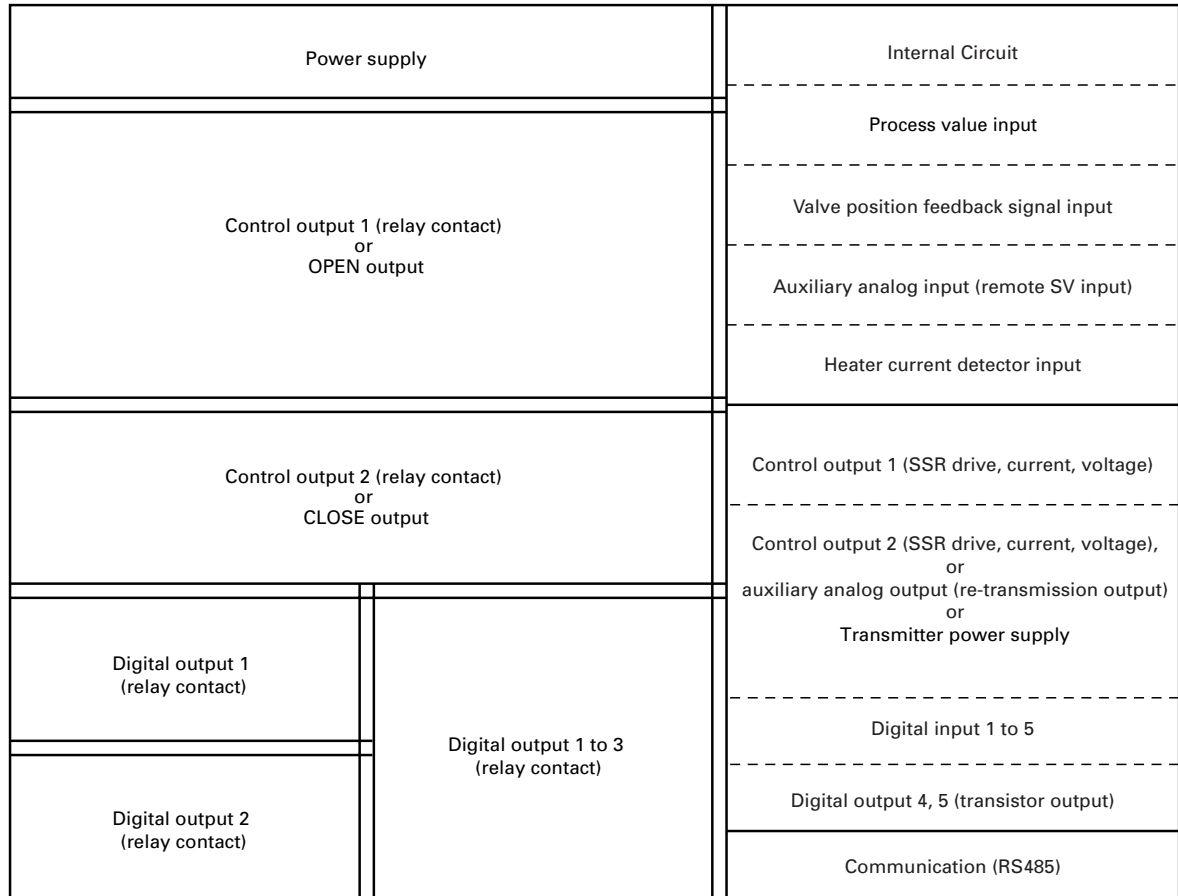 Power supply
Control output 1 (relay contact)
or
OPEN output
Control output 2 (relay contact)
or
CLOSE output
Digital output 1
(relay contact)
Digital output 2
(relay contact)
Digital output 1 to 3
(relay contact)
Internal Circuit
Process value input
Valve position feedback signal input
Auxiliary analog input (remote SV input)
Heater current detector input
Control output 1 (SSR drive, current, voltage)
Control output 2 (SSR drive, current, voltage),
or
auxiliary analog output (re-transmission output)
or
Transmitter power supply
Digital input 1 to 5
Digital output 4, 5 (transistor output)
Communication (RS485)